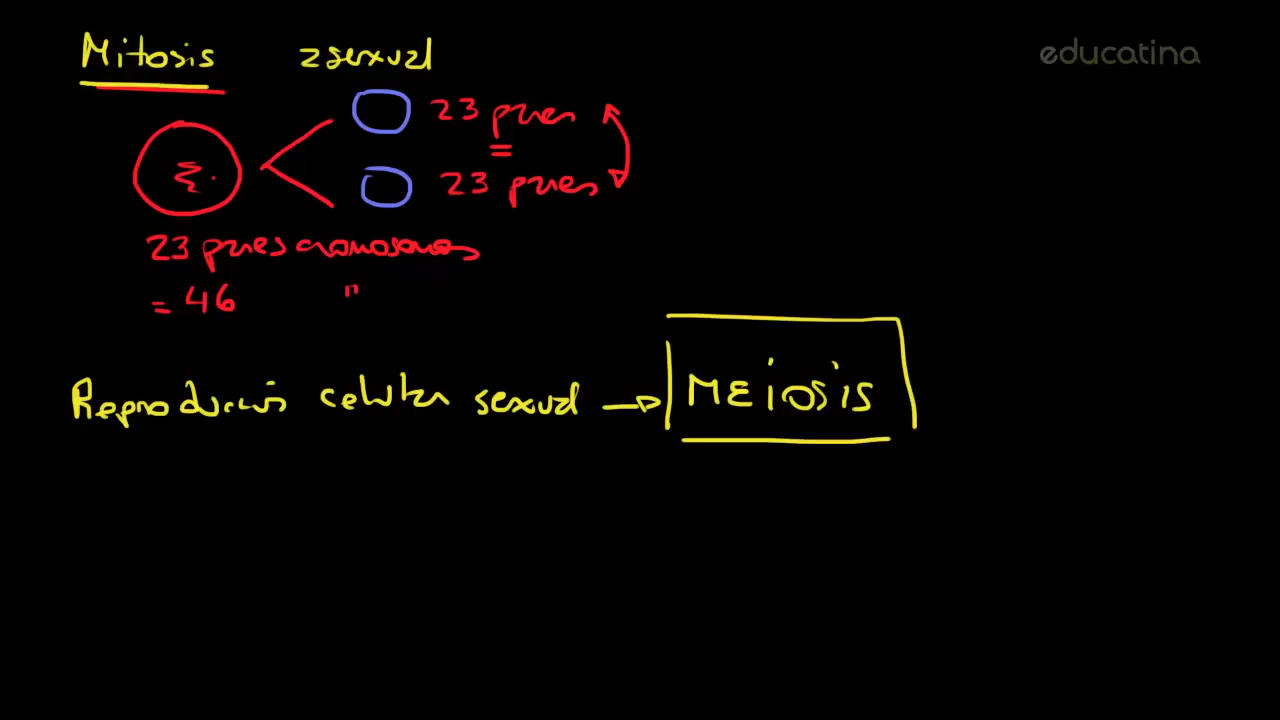 Mitosis asexual
educatina
23 pares
=
23 pares
23 pares cromosomas
= 46 "
Reproducción celular sexual → MEIOSIS